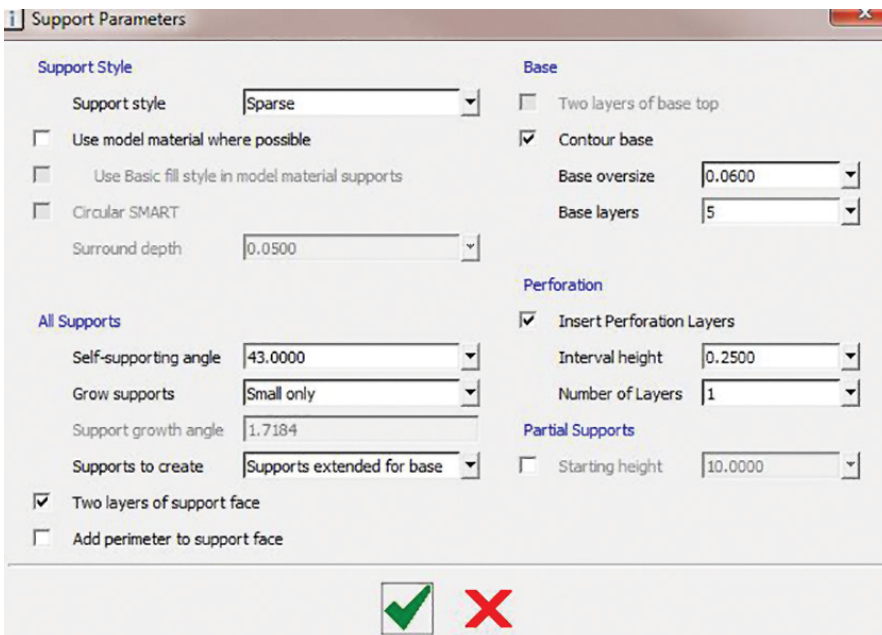 Support Parameters
Support Style
Support style Sparse
Use model material where possible
Use Basic fill style in model material supports
Circular SMART
Surround depth 0.0500
All Supports
Self-supporting angle 43.0000
Grow supports Small only
Support growth angle 1.7184
Supports to create Supports extended for base
Two layers of support face
Add perimeter to support face
Base
Two layers of base top
Contour base
Base oversize 0.0600
Base layers 5
Perforation
Insert Perforation Layers
Interval height 0.2500
Number of Layers 1
Partial Supports
Starting height 10.0000